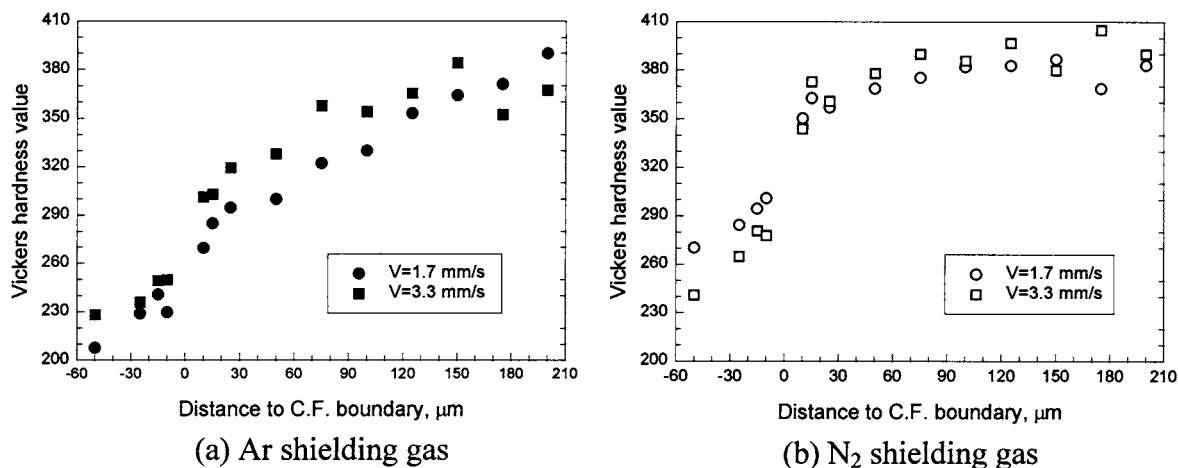 410
380
350
320
290
260
230
200
Vickers hardness value
V=1.7 mm/s
V=3.3 mm/s
-60 -30 0 30 60 90 120 150 180 210
Distance to C.F. boundary, μm
(a) Ar shielding gas
410
380
350
320
290
260
230
200
Vickers hardness value
V=1.7 mm/s
V=3.3 mm/s
-60 -30 0 30 60 90 120 150 180 210
Distance to C.F. boundary, μm
(b) N₂ shielding gas